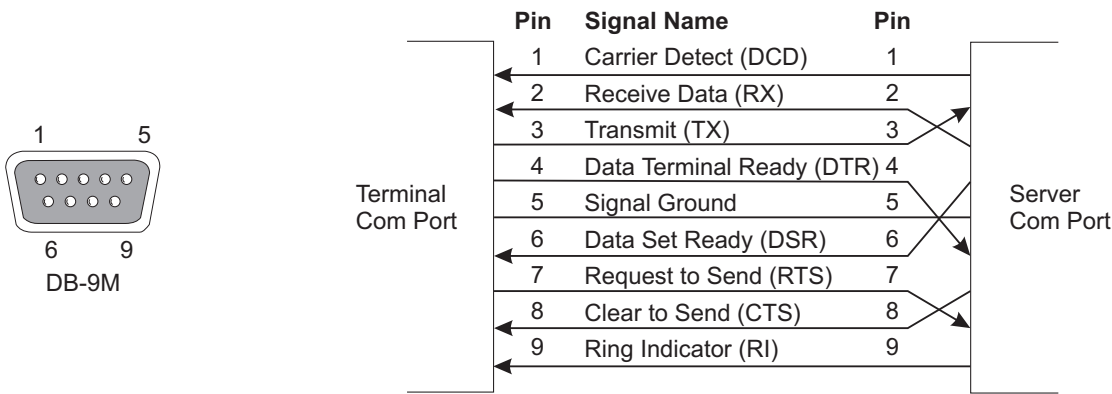 Pin Signal Name Pin
1 Carrier Detect (DCD) 1
2 Receive Data (RX) 2
3 Transmit (TX) 3
4 Data Terminal Ready (DTR) 4
5 Signal Ground 5
6 Data Set Ready (DSR) 6
7 Request to Send (RTS) 7
8 Clear to Send (CTS) 8
9 Ring Indicator (RI) 9
1 5
6 9
DB-9M
Terminal
Com Port
Server
Com Port